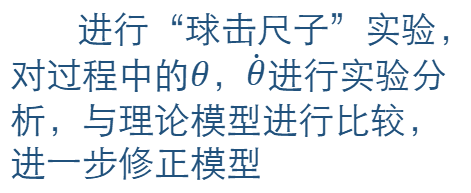 进行“球击尺子”实验，
对过程中的θ，θ̇进行实验分
析，与理论模型进行比较，
进一步修正模型